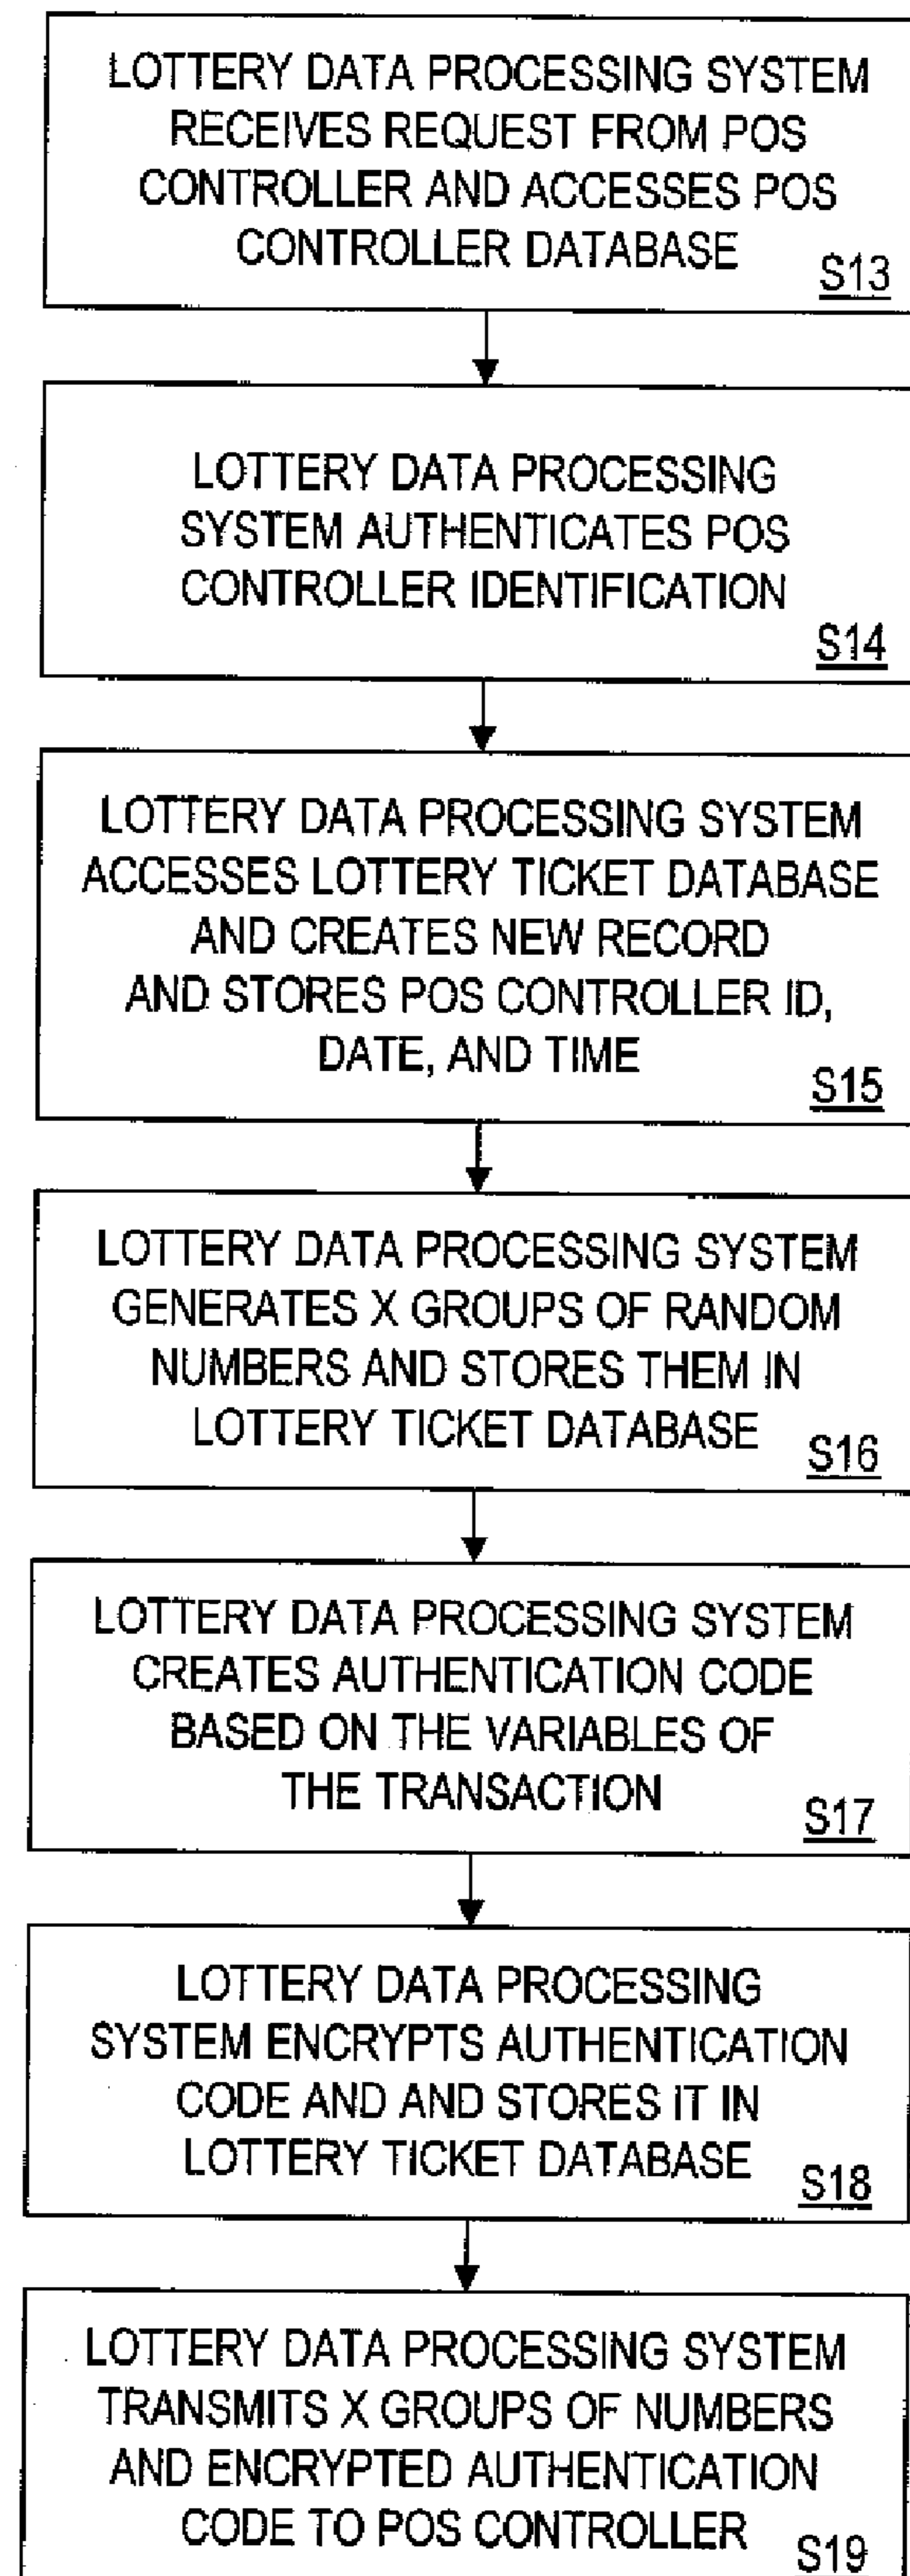 LOTTERY DATA PROCESSING SYSTEM
RECEIVES REQUEST FROM POS
CONTROLLER AND ACCESSES POS
CONTROLLER DATABASE
S13
LOTTERY DATA PROCESSING
SYSTEM AUTHENTICATES POS
CONTROLLER IDENTIFICATION
S14
LOTTERY DATA PROCESSING SYSTEM
ACCESSES LOTTERY TICKET DATABASE
AND CREATES NEW RECORD
AND STORES POS CONTROLLER ID,
DATE, AND TIME
S15
LOTTERY DATA PROCESSING SYSTEM
GENERATES X GROUPS OF RANDOM
NUMBERS AND STORES THEM IN
LOTTERY TICKET DATABASE
S16
LOTTERY DATA PROCESSING SYSTEM
CREATES AUTHENTICATION CODE
BASED ON THE VARIABLES OF
THE TRANSACTION
S17
LOTTERY DATA PROCESSING
SYSTEM ENCRYPTS AUTHENTICATION
CODE AND AND STORES IT IN
LOTTERY TICKET DATABASE
S18
LOTTERY DATA PROCESSING SYSTEM
TRANSMITS X GROUPS OF NUMBERS
AND ENCRYPTED AUTHENTICATION
CODE TO POS CONTROLLER
S19